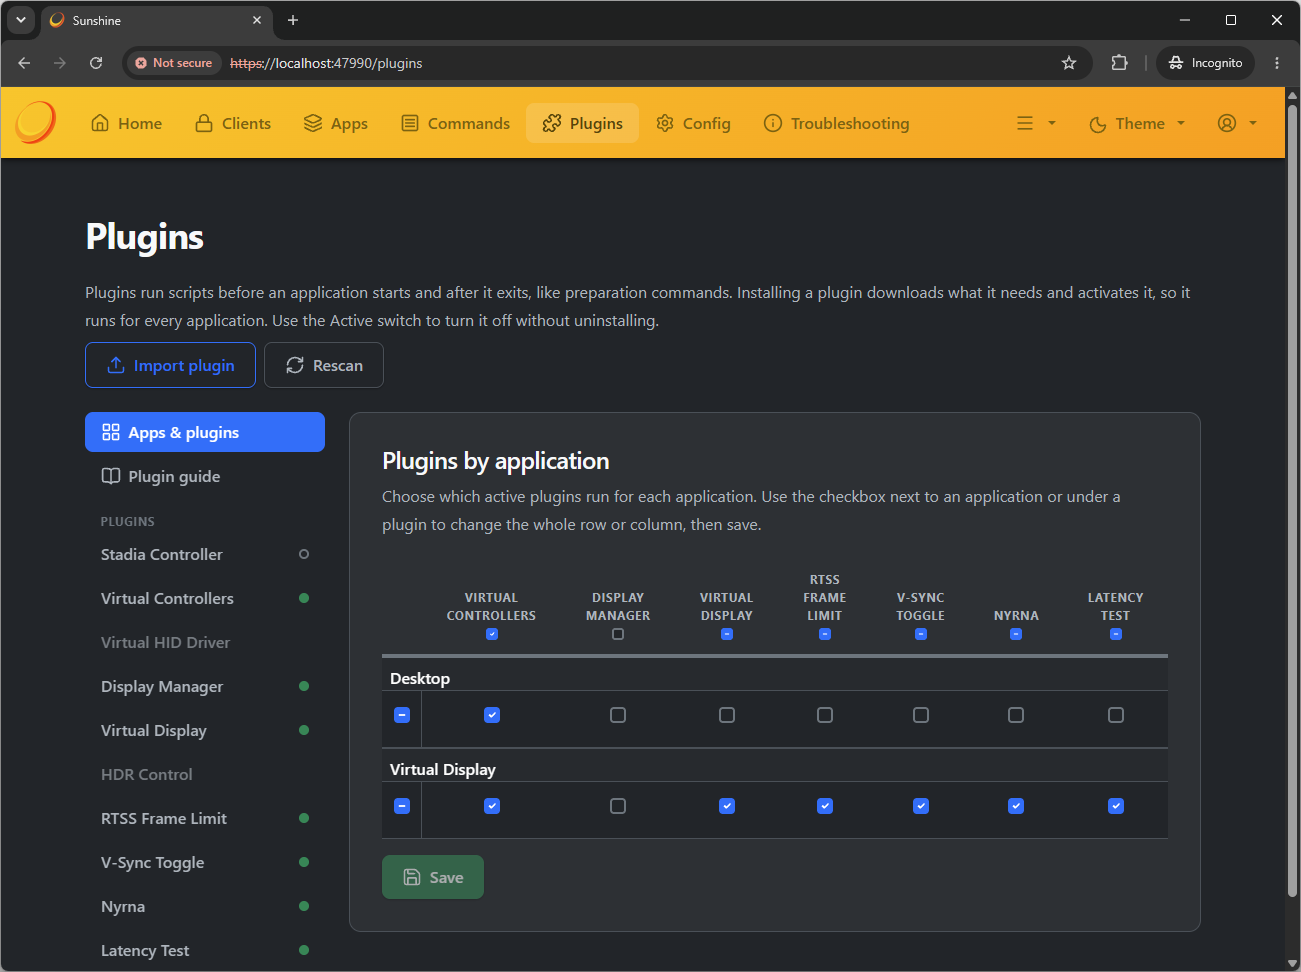 Sunshine
Not secure
https://localhost:47990/plugins
Incognito
Home
Clients
Apps
Commands
Plugins
Config
Troubleshooting
Theme
Plugins
Plugins run scripts before an application starts and after it exits, like preparation commands. Installing a plugin downloads what it needs and activates it, so it
runs for every application. Use the Active switch to turn it off without uninstalling.
Import plugin
Rescan
Apps & plugins
Plugin guide
PLUGINS
Stadia Controller
Virtual Controllers
Virtual HID Driver
Display Manager
Virtual Display
HDR Control
RTSS Frame Limit
V-Sync Toggle
Nyrna
Latency Test
Plugins by application
Choose which active plugins run for each application. Use the checkbox next to an application or under a
plugin to change the whole row or column, then save.
VIRTUAL
CONTROLLERS
DISPLAY
MANAGER
VIRTUAL
DISPLAY
RTSS
FRAME
LIMIT
V-SYNC
TOGGLE
NYRNA
LATENCY
TEST
Desktop
Virtual Display
Save